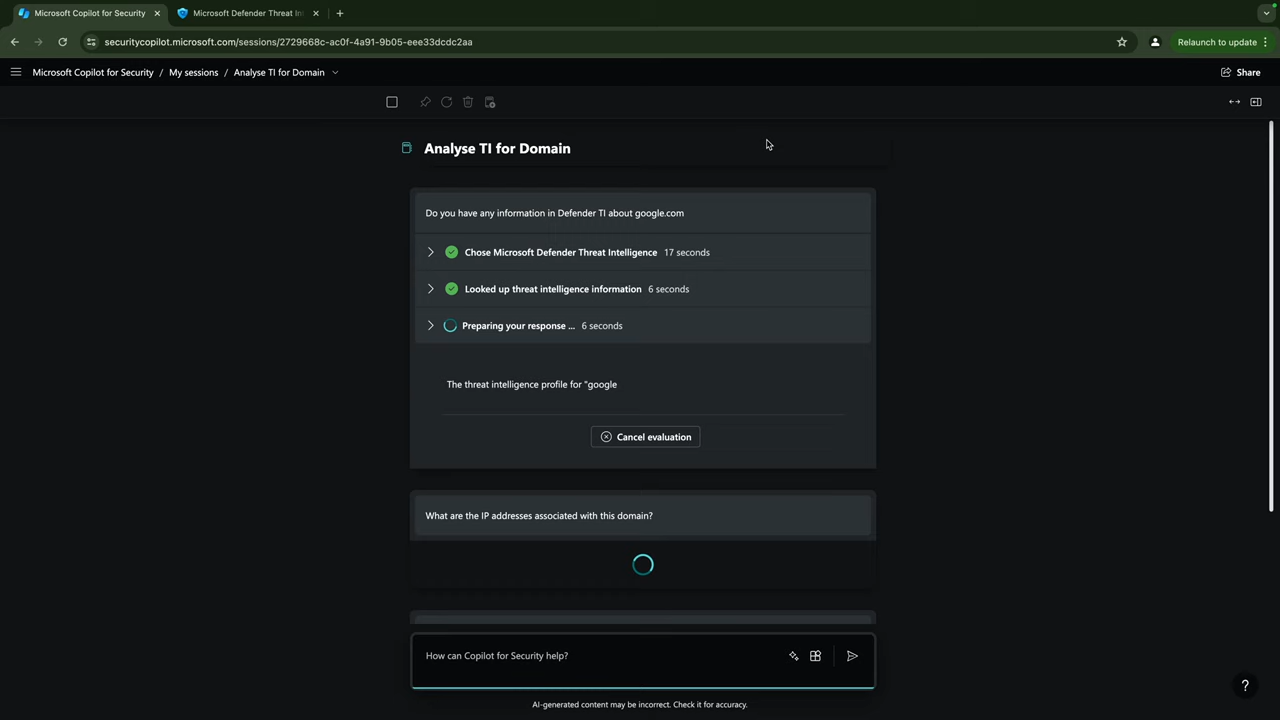 Microsoft Copilot for Security
Microsoft Defender Threat In
securitycopilot.microsoft.com/sessions/2729668c-ac0f-4a91-9b05-eee33dcdc2aa
Relaunch to update
Microsoft Copilot for Security / My sessions / Analyse TI for Domain
Share
Analyse TI for Domain
Do you have any information in Defender TI about google.com
Chose Microsoft Defender Threat Intelligence 17 seconds
Looked up threat intelligence information 6 seconds
Preparing your response ... 6 seconds
The threat intelligence profile for "google
Cancel evaluation
What are the IP addresses associated with this domain?
How can Copilot for Security help?
AI-generated content may be incorrect. Check it for accuracy.
?